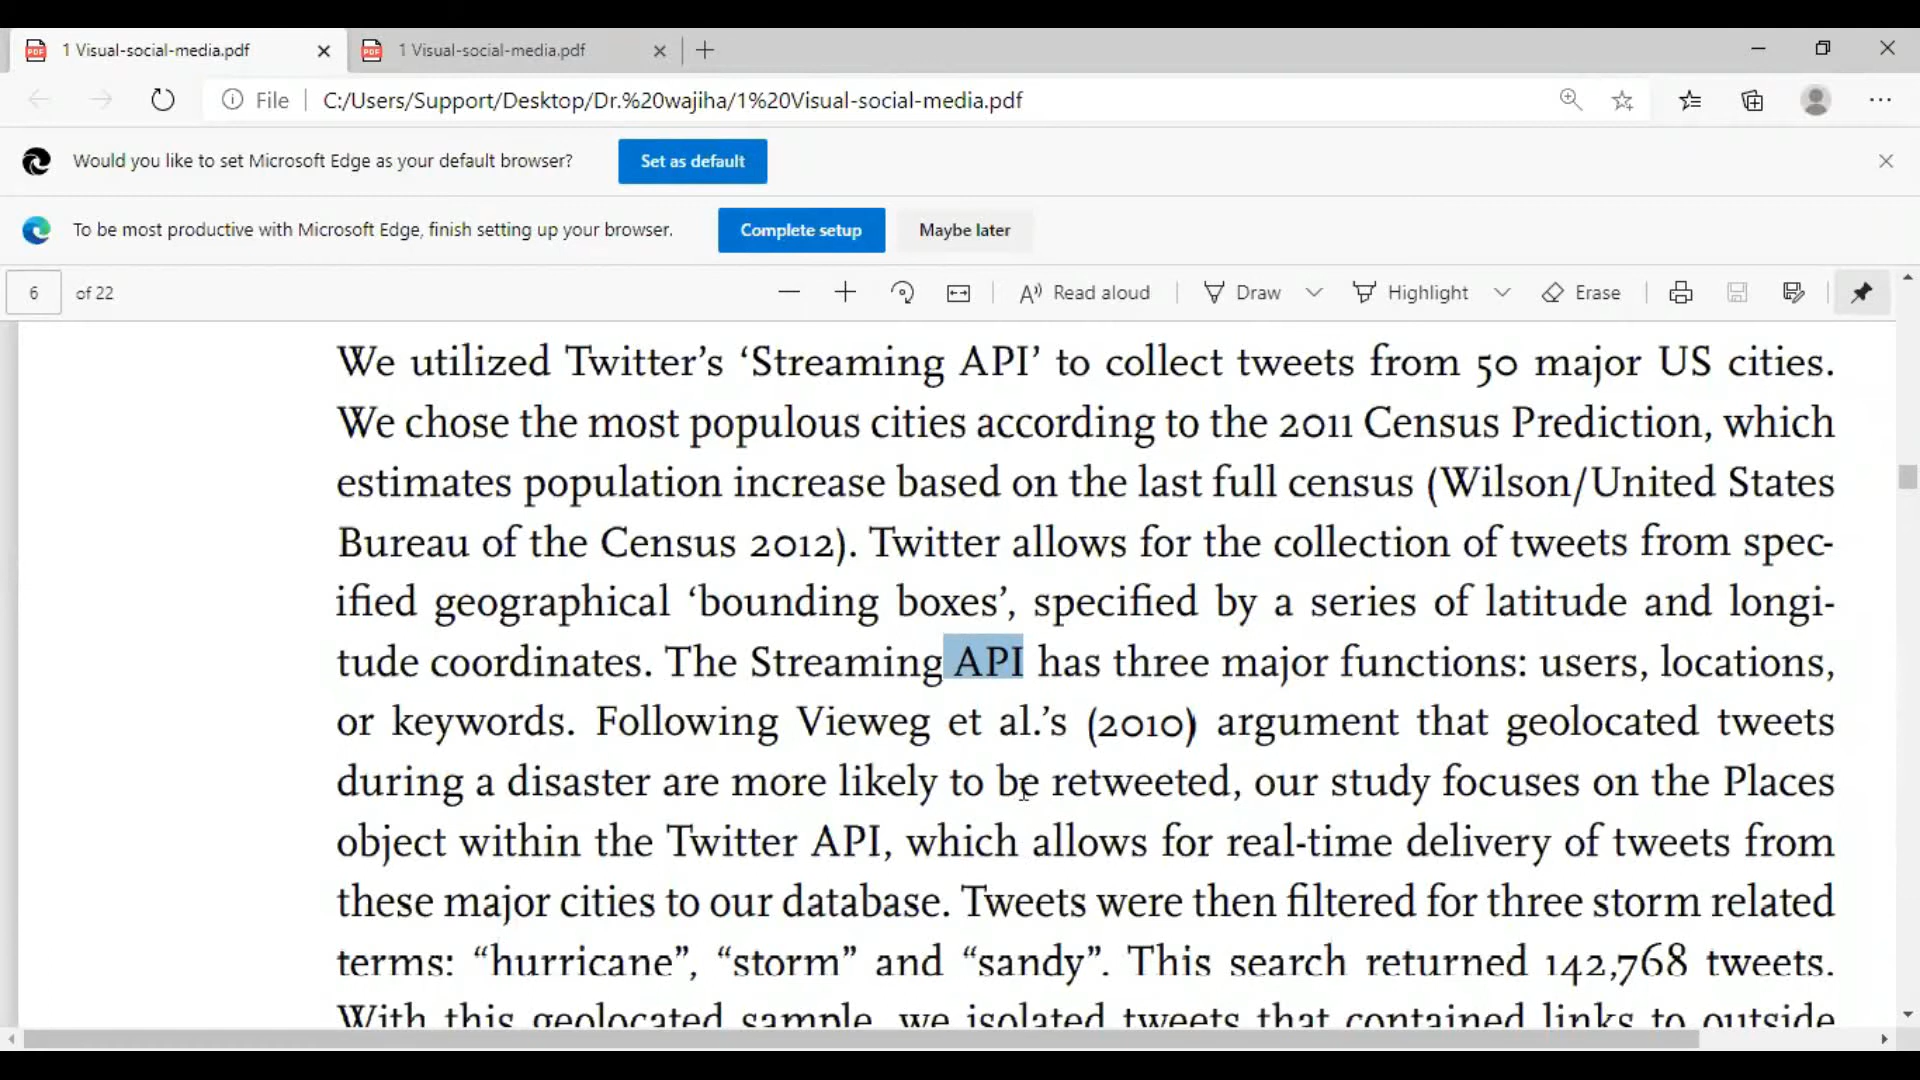 1 Visual-social-media.pdf
1 Visual-social-media.pdf
File
C:/Users/Support/Desktop/Dr.%20wajiha/1%20Visual-social-media.pdf
Would you like to set Microsoft Edge as your default browser?
Set as default
To be most productive with Microsoft Edge, finish setting up your browser.
Complete setup
Maybe later
6 of 22
Read aloud
Draw
Highlight
Erase
We utilized Twitter’s ‘Streaming API’ to collect tweets from 50 major US cities.
We chose the most populous cities according to the 2011 Census Prediction, which
estimates population increase based on the last full census (Wilson/United States
Bureau of the Census 2012). Twitter allows for the collection of tweets from spec-
ified geographical ‘bounding boxes’, specified by a series of latitude and longi-
tude coordinates. The Streaming API has three major functions: users, locations,
or keywords. Following Vieweg et al.’s (2010) argument that geolocated tweets
during a disaster are more likely to be retweeted, our study focuses on the Places
object within the Twitter API, which allows for real-time delivery of tweets from
these major cities to our database. Tweets were then filtered for three storm related
terms: “hurricane”, “storm” and “sandy”. This search returned 142,768 tweets.
With this geolocated sample, we isolated tweets that contained links to outside